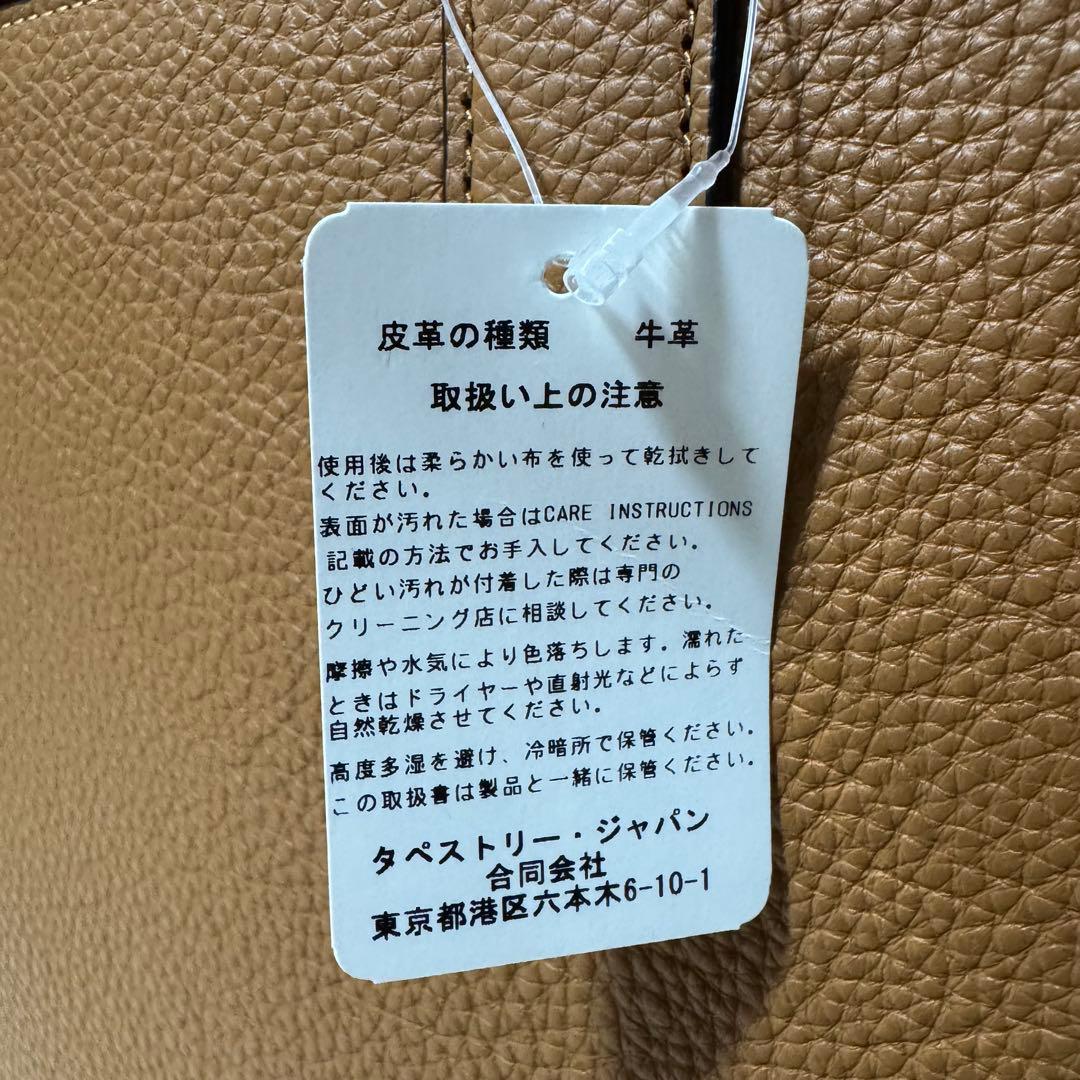 皮革の種類 牛革
取扱い上の注意
使用後は柔らかい布を使って乾拭きして
ください。
表面が汚れた場合はCARE INSTRUCTIONS
記載の方法でお手入してください。
ひどい汚れが付着した際は専門の
クリーニング店に相談してください。
摩擦や水気により色落ちします。濡れた
ときはドライヤーや直射光などによらず
自然乾燥させてください。
高度多湿を避け、冷暗所で保管ください。
この取扱書は製品と一緒に保管ください。
タペストリー・ジャパン
合同会社
東京都港区六本木6-10-1